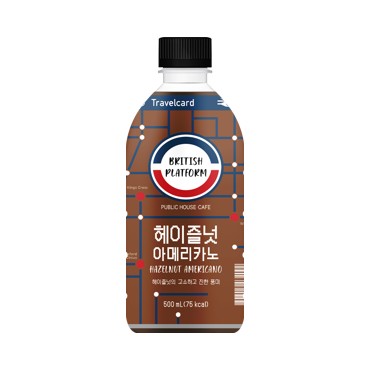 Travelcard
BRITISH
PLATFORM
PUBLIC HOUSE CAFE
헤이즐넛
아메리카노
HAZELNUT AMERICANO
헤이즐넛의 고소하고 진한 풍미
500 mL(75 kcal)